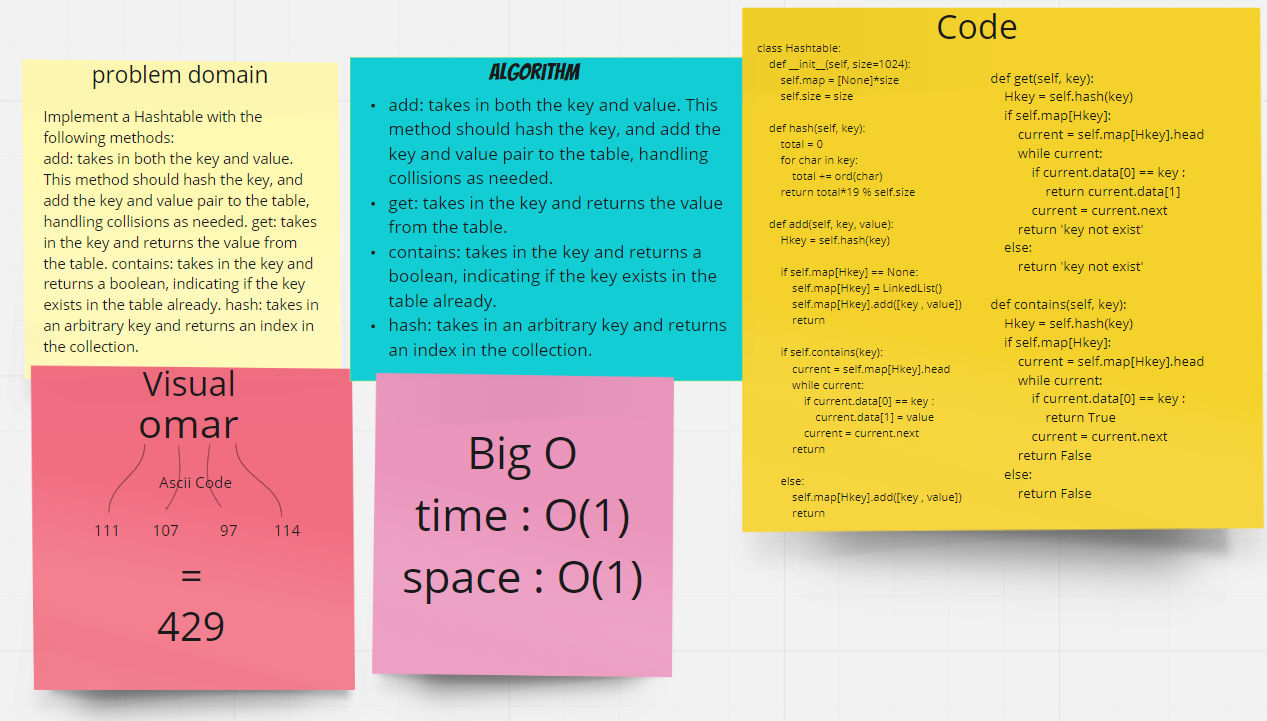 problem domain
Implement a Hashtable with the
following methods:
add: takes in both the key and value.
This method should hash the key, and
add the key and value pair to the table,
handling collisions as needed. get: takes
in the key and returns the value from
the table. contains: takes in the key and
returns a boolean, indicating if the key
exists in the table already. hash: takes in
an arbitrary key and returns an index in
the collection.
ALGORITHM
• add: takes in both the key and value. This
method should hash the key, and add the
key and value pair to the table, handling
collisions as needed.
• get: takes in the key and returns the value
from the table.
• contains: takes in the key and returns a
boolean, indicating if the key exists in the
table already.
• hash: takes in an arbitrary key and returns
an index in the collection.
Code
class Hashtable:
def __init__(self, size=1024):
self.map = [None]*size
self.size = size
def hash(self, key):
total = 0
for char in key:
total += ord(char)
return total*19 % self.size
def add(self, key, value):
Hkey = self.hash(key)
if self.map[Hkey] == None:
self.map[Hkey] = LinkedList()
self.map[Hkey].add([key , value])
return
if self.contains(key):
current = self.map[Hkey].head
while current:
if current.data[0] == key :
current.data[1] = value
current = current.next
return
else:
self.map[Hkey].add([key , value])
return
def get(self, key):
Hkey = self.hash(key)
if self.map[Hkey]:
current = self.map[Hkey].head
while current:
if current.data[0] == key :
return current.data[1]
current = current.next
return 'key not exist'
else:
return 'key not exist'
def contains(self, key):
Hkey = self.hash(key)
if self.map[Hkey]:
current = self.map[Hkey].head
while current:
if current.data[0] == key :
return True
current = current.next
return False
else:
return False
Visual
omar
Ascii Code
111 107 97 114
=
429
Big O
time : O(1)
space : O(1)